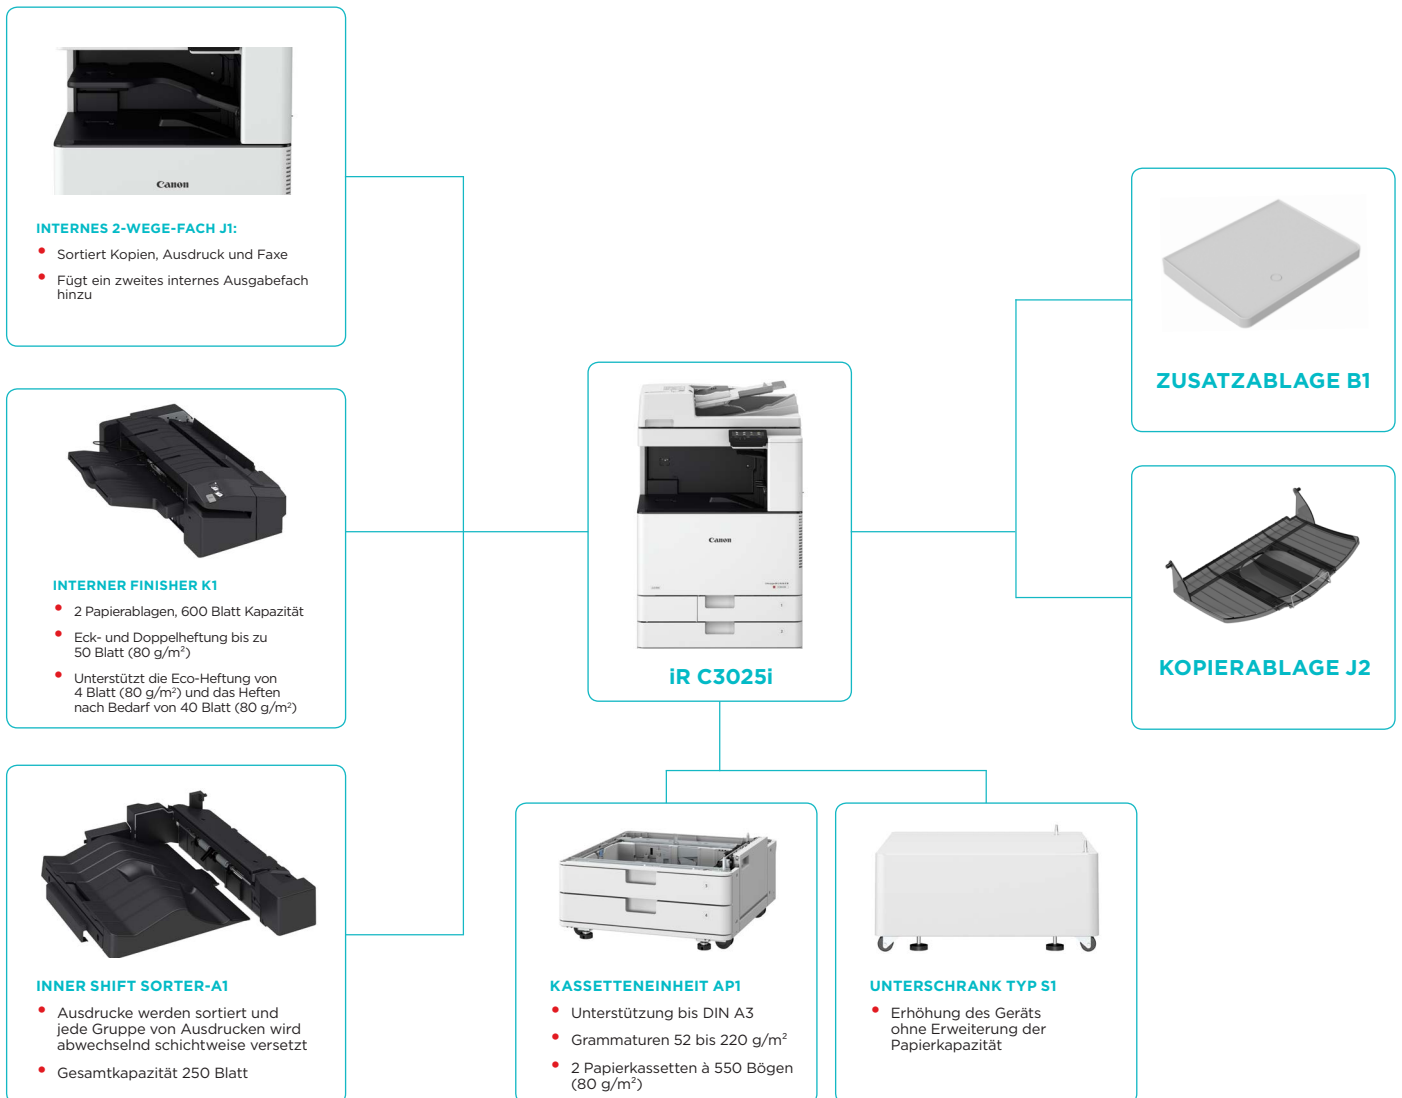 Canon
INTERNES 2-WEGE-FACH J1:
• Sortiert Kopien, Ausdruck und Faxe
• Fügt ein zweites internes Ausgabefach
hinzu
INTERNER FINISHER K1
• 2 Papierablagen, 600 Blatt Kapazität
• Eck- und Doppelheftung bis zu
50 Blatt (80 g/m²)
• Unterstützt die Eco-Heftung von
4 Blatt (80 g/m²) und das Heften
nach Bedarf von 40 Blatt (80 g/m²)
INNER SHIFT SORTER-A1
• Ausdrucke werden sortiert und
jede Gruppe von Ausdrucken wird
abwechselnd schichtweise versetzt
• Gesamtkapazität 250 Blatt
Canon
1
2
iR C3025i
KASSETTENEINHEIT AP1
• Unterstützung bis DIN A3
• Grammaturen 52 bis 220 g/m²
• 2 Papierkassetten à 550 Bögen
(80 g/m²)
UNTERSCHRANK TYP S1
• Erhöhung des Geräts
ohne Erweiterung der
Papierkapazität
ZUSATZABLAGE B1
KOPIERABLAGE J2